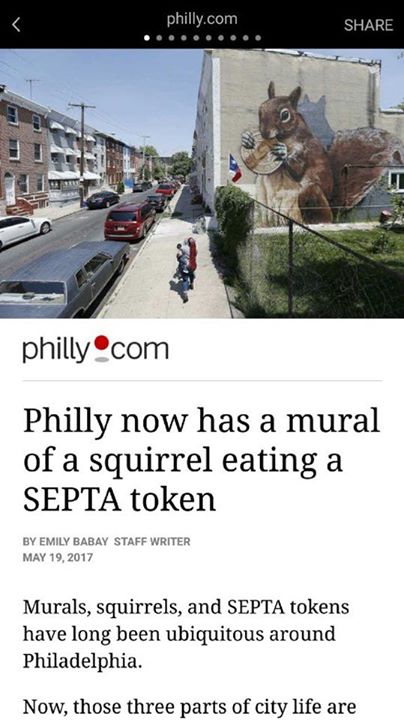 philly.com
SHARE
philly com
Philly now has a mural
of a squirrel eating a
SEPTA token
BY EMILY BABAY STAFF WRITER
MAY 19, 2017
Murals, squirrels, and SEPTA tokens
have long been ubiquitous around
Philadelphia.
Now, those three parts of city life are